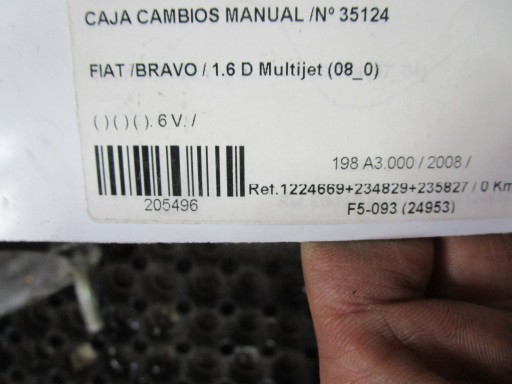 CAJA CAMBIOS MANUAL /Nº 35124
FIAT /BRAVO / 1.6 D Multijet (08_0)
( ) ( ) ( ). 6 V. /
198 A3.000 / 2008 /
Ref.1224669+234829+235827 / 0 Km
205496
F5-093 (24953)